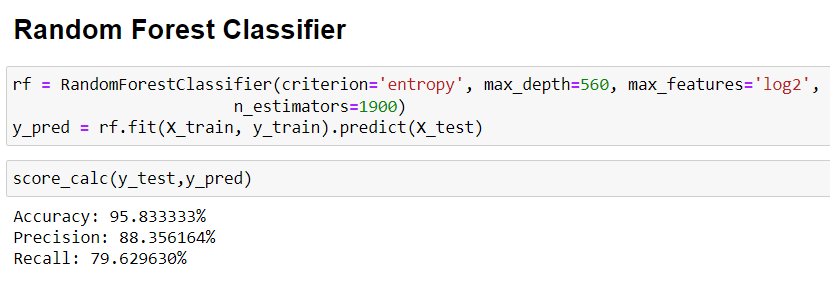 Random Forest Classifier
rf = RandomForestClassifier(criterion='entropy', max_depth=560, max_features='log2',
n_estimators=1900)
y_pred = rf.fit(X_train, y_train).predict(X_test)
score_calc(y_test,y_pred)
Accuracy: 95.833333%
Precision: 88.356164%
Recall: 79.629630%